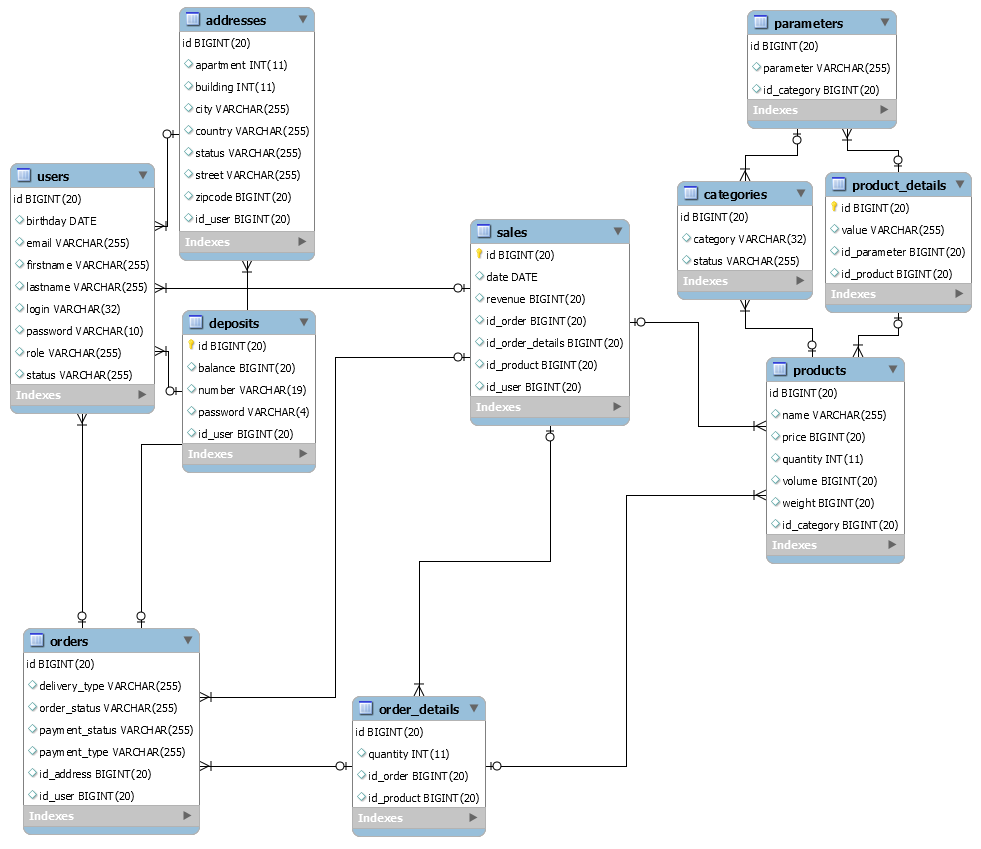 addresses
id BIGINT(20)
apartment INT(11)
building INT(11)
city VARCHAR(255)
country VARCHAR(255)
status VARCHAR(255)
street VARCHAR(255)
zipcode BIGINT(20)
id_user BIGINT(20)
Indexes
parameters
id BIGINT(20)
parameter VARCHAR(255)
id_category BIGINT(20)
Indexes
users
id BIGINT(20)
birthday DATE
email VARCHAR(255)
firstname VARCHAR(255)
lastname VARCHAR(255)
login VARCHAR(32)
password VARCHAR(10)
role VARCHAR(255)
status VARCHAR(255)
Indexes
categories
id BIGINT(20)
category VARCHAR(32)
status VARCHAR(255)
Indexes
product_details
id BIGINT(20)
value VARCHAR(255)
id_parameter BIGINT(20)
id_product BIGINT(20)
Indexes
sales
id BIGINT(20)
date DATE
revenue BIGINT(20)
id_order BIGINT(20)
id_order_details BIGINT(20)
id_product BIGINT(20)
id_user BIGINT(20)
Indexes
deposits
id BIGINT(20)
balance BIGINT(20)
number VARCHAR(19)
password VARCHAR(4)
id_user BIGINT(20)
Indexes
products
id BIGINT(20)
name VARCHAR(255)
price BIGINT(20)
quantity INT(11)
volume BIGINT(20)
weight BIGINT(20)
id_category BIGINT(20)
Indexes
orders
id BIGINT(20)
delivery_type VARCHAR(255)
order_status VARCHAR(255)
payment_status VARCHAR(255)
payment_type VARCHAR(255)
id_address BIGINT(20)
id_user BIGINT(20)
Indexes
order_details
id BIGINT(20)
quantity INT(11)
id_order BIGINT(20)
id_product BIGINT(20)
Indexes